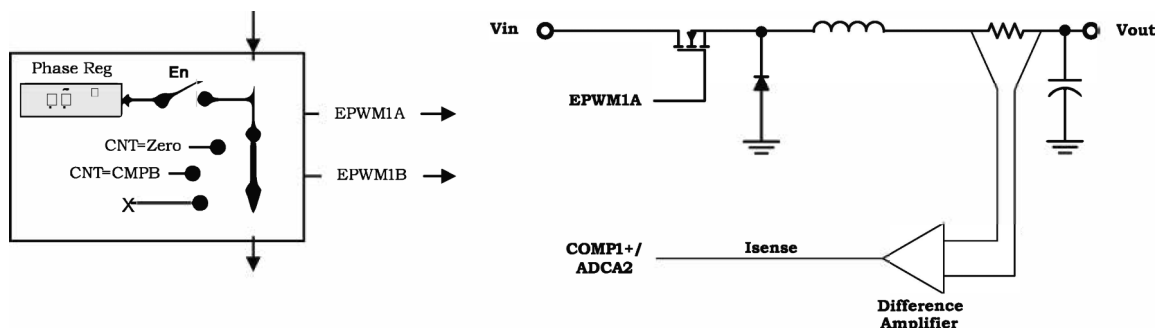 Phase Reg
En
CNT=Zero
CNT=CMPB
X
EPWM1A
EPWM1B
Vin
Vout
EPWM1A
COMP1+/
ADCA2
Isense
Difference
Amplifier